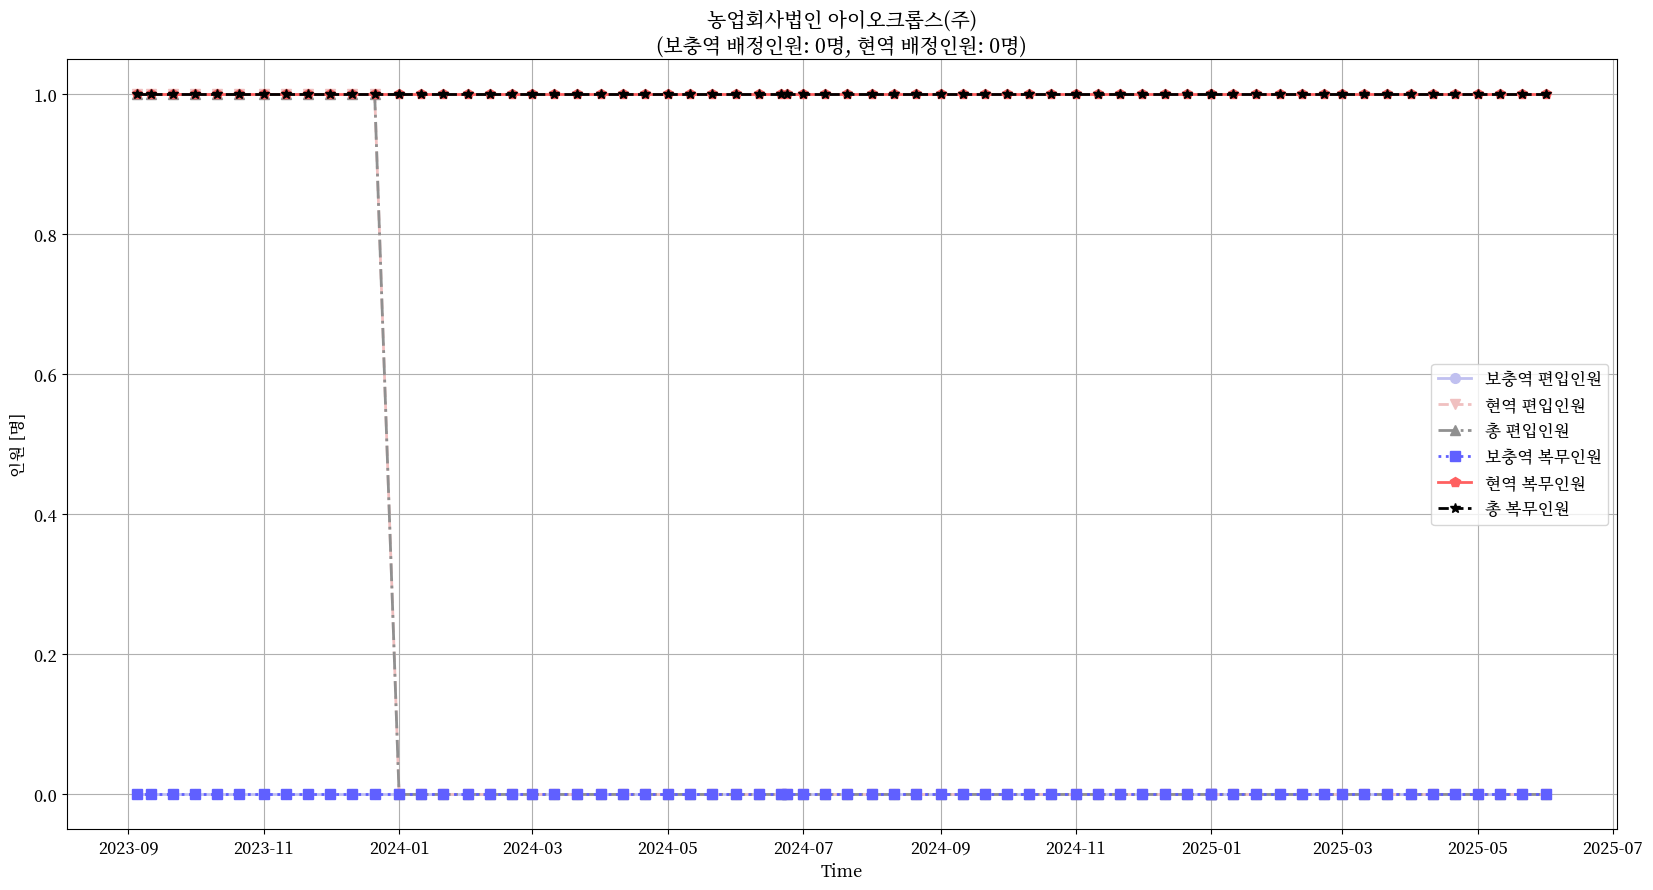 농업회사법인 아이오크롭스(주)
(보충역 배정인원: 0명, 현역 배정인원: 0명)
인원 [명]
1.0
0.8
0.6
0.4
0.2
0.0
보충역 편입인원
현역 편입인원
총 편입인원
보충역 복무인원
현역 복무인원
총 복무인원
2023-09 2023-11 2024-01 2024-03 2024-05 2024-07 2024-09 2024-11 2025-01 2025-03 2025-05 2025-07
Time